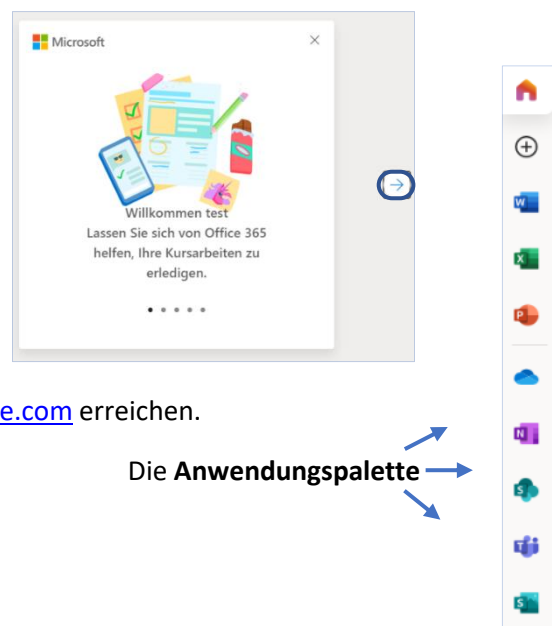 Microsoft
Willkommen test
Lassen Sie sich von Office 365
helfen, Ihre Kursarbeiten zu
erledigen.
e.com erreichen.
Die Anwendungspalette
W
X
P
N
S
T
S